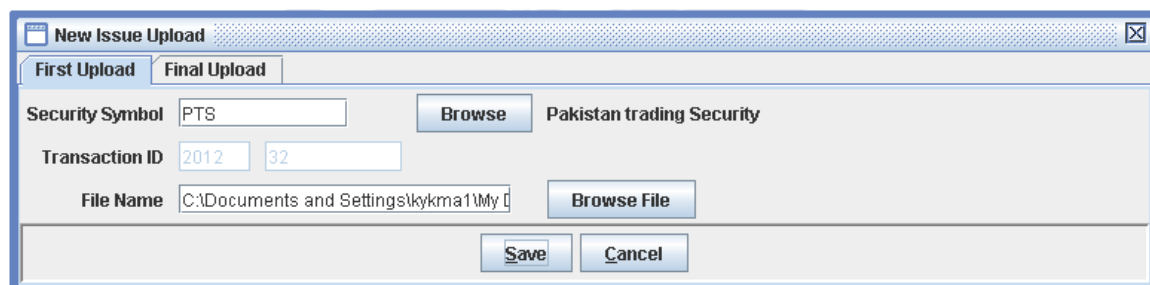 New Issue Upload
First Upload Final Upload
Security Symbol PTS Browse Pakistan trading Security
Transaction ID 2012 32
File Name C:\Documents and Settings\kykma1\My D Browse File
Save Cancel